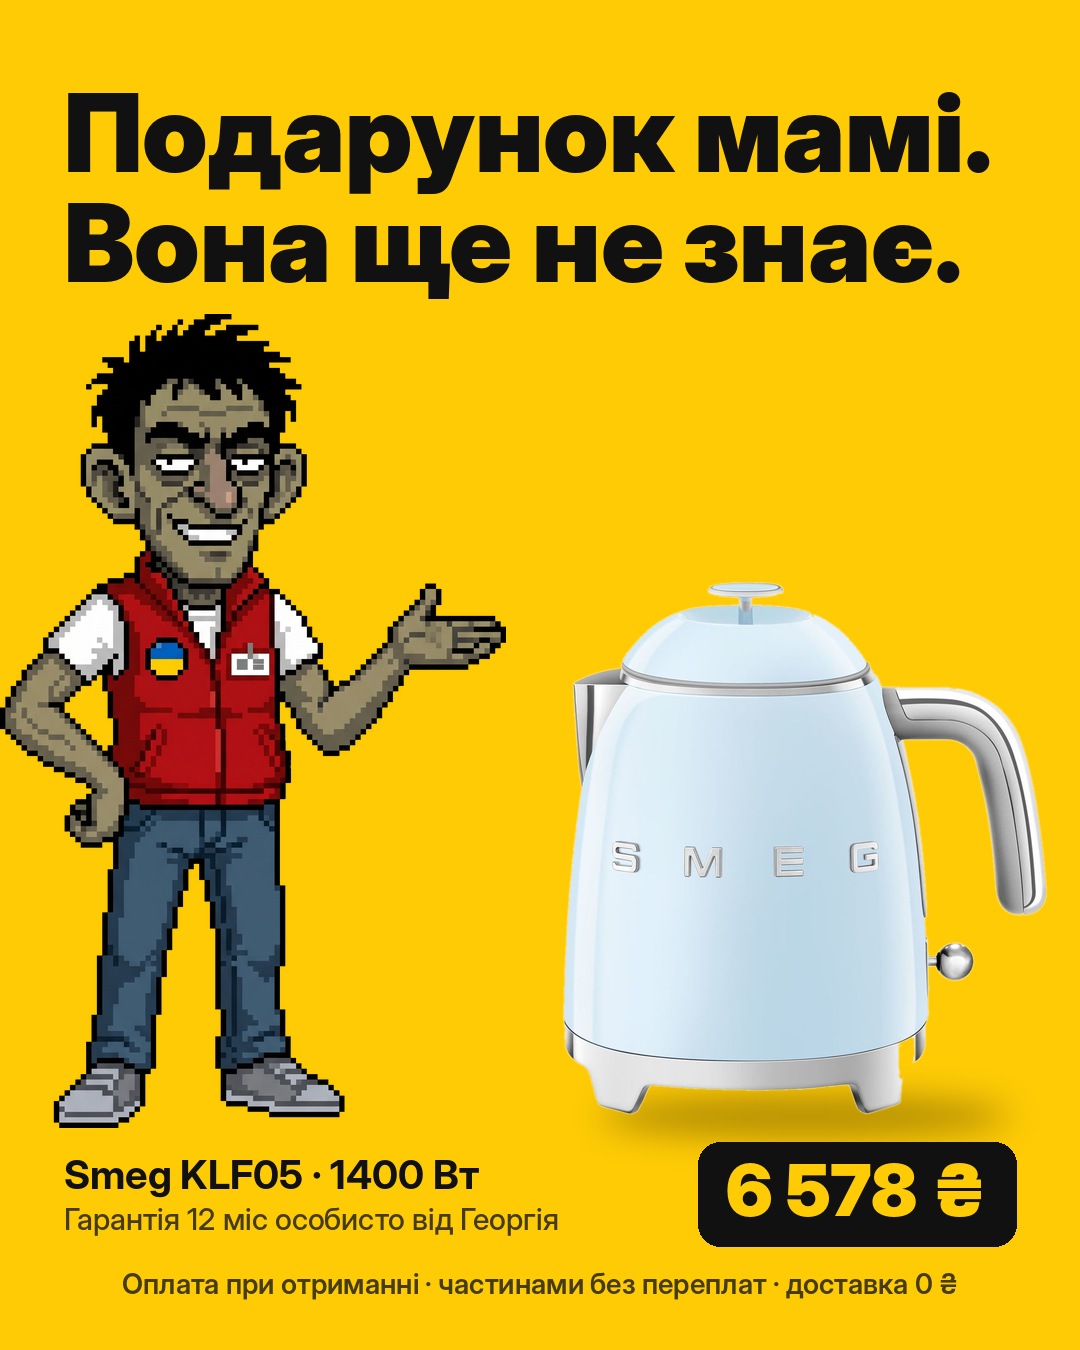 Подарунок мамі.
Вона ще не знає.
SMEG
Smeg KLF05 · 1400 Вт
Гарантія 12 міс особисто від Георгія
6 578 ₴
Оплата при отриманні · частинами без переплат · доставка 0 ₴